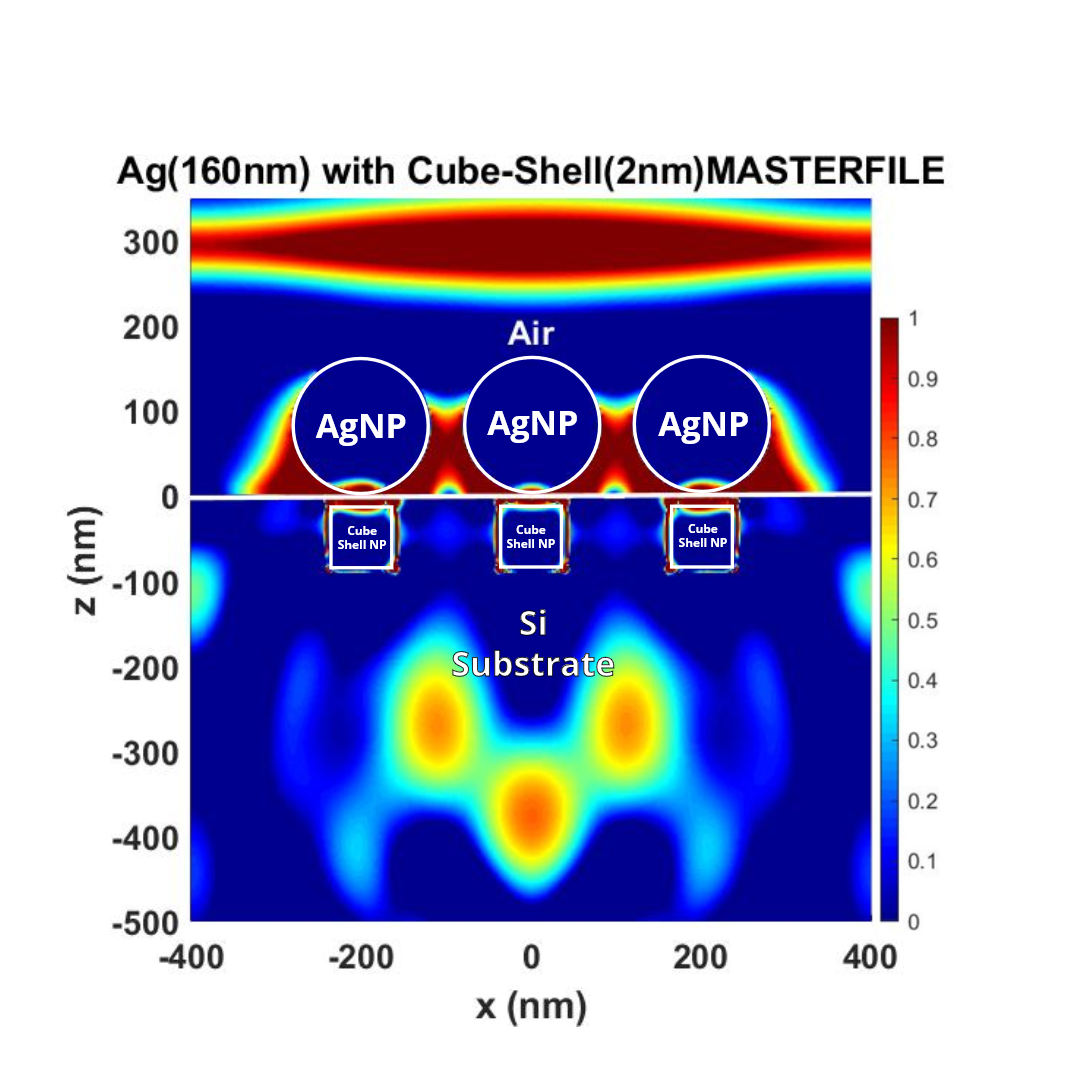 Ag(160nm) with Cube-Shell(2nm)MASTERFILE
300
200
100
0
-100
-200
-300
-400
-500
z (nm)
Air
AgNP
AgNP
AgNP
Cube
Shell NP
Cube
Shell NP
Cube
Shell NP
Si
Substrate
-400
-200
0
200
400
x (nm)
1
0.9
0.8
0.7
0.6
0.5
0.4
0.3
0.2
0.1
0